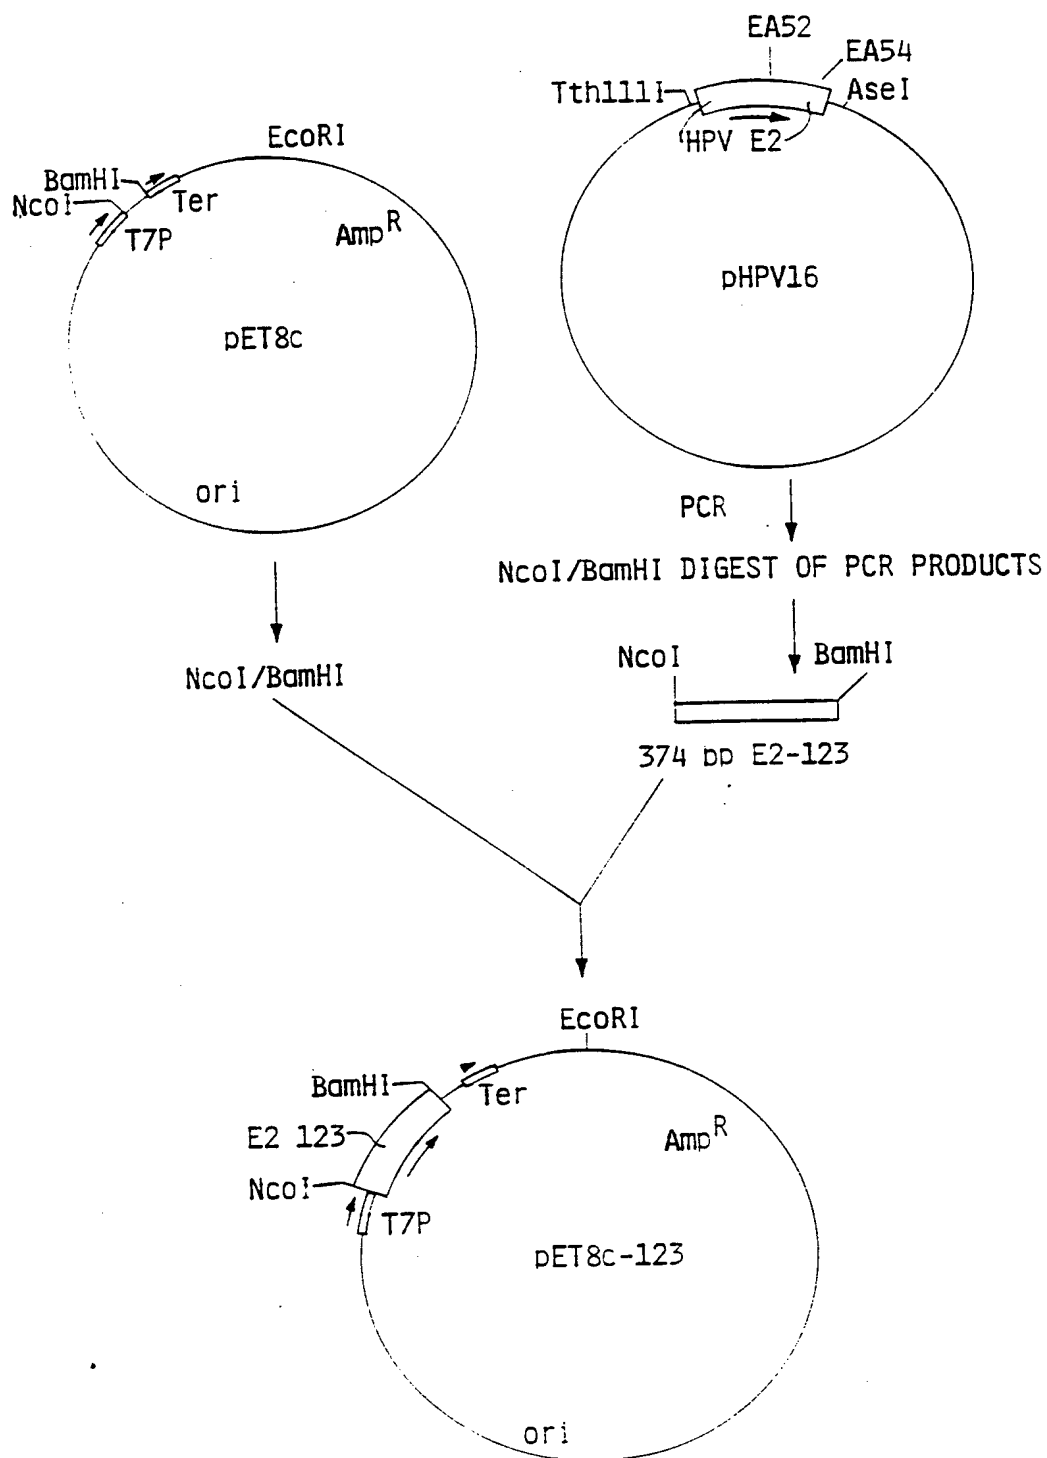 EA52
EA54
Tth111I
AseI
HPV E2
pHPV16
EcoRI
BamHI
NcoI
Ter
T7P
Amp^R
pET8c
ori
PCR
NcoI/BamHI DIGEST OF PCR PRODUCTS
NcoI/BamHI
NcoI
BamHI
374 bp E2-123
EcoRI
BamHI
Ter
E2 123
Amp^R
NcoI
T7P
pET8c-123
ori